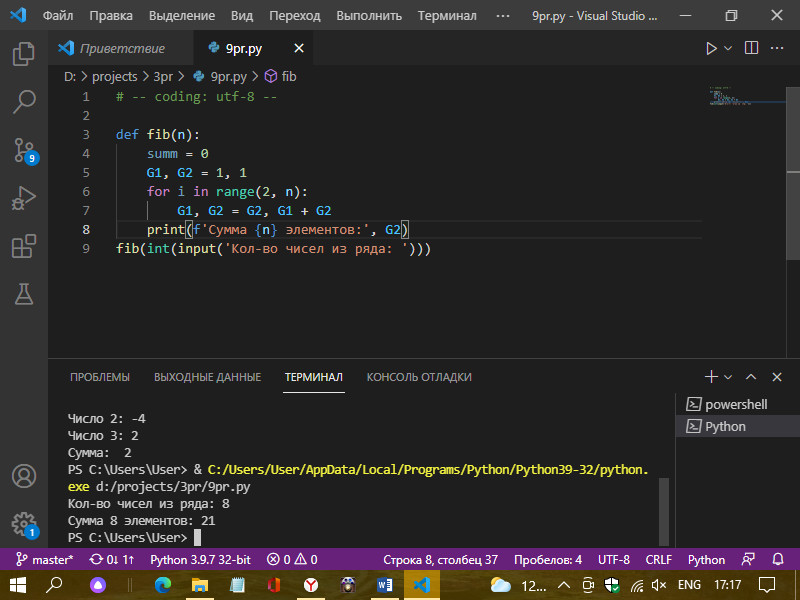 Файл Правка Выделение Вид Переход Выполнить Терминал ··· 9pr.py - Visual Studio ...
Приветствие 9pr.py
D: > projects > 3pr > 9pr.py > fib
1 # -- coding: utf-8 --
2
3 def fib(n):
4 summ = 0
5 G1, G2 = 1, 1
6 for i in range(2, n):
7 G1, G2 = G2, G1 + G2
8 print(f'Сумма {n} элементов:', G2)
9 fib(int(input('Кол-во чисел из ряда: ')))
9
ПРОБЛЕМЫ ВЫХОДНЫЕ ДАННЫЕ ТЕРМИНАЛ КОНСОЛЬ ОТЛАДКИ
powershell
Python
Число 2: -4
Число 3: 2
Сумма: 2
PS C:\Users\User> & C:/Users/User/AppData/Local/Programs/Python/Python39-32/python.
exe d:/projects/3pr/9pr.py
Кол-во чисел из ряда: 8
Сумма 8 элементов: 21
PS C:\Users\User>
1
master* 0↓ 1↑ Python 3.9.7 32-bit 0 0 Строка 8, столбец 37 Пробелов: 4 UTF-8 CRLF Python
12... ENG 17:17